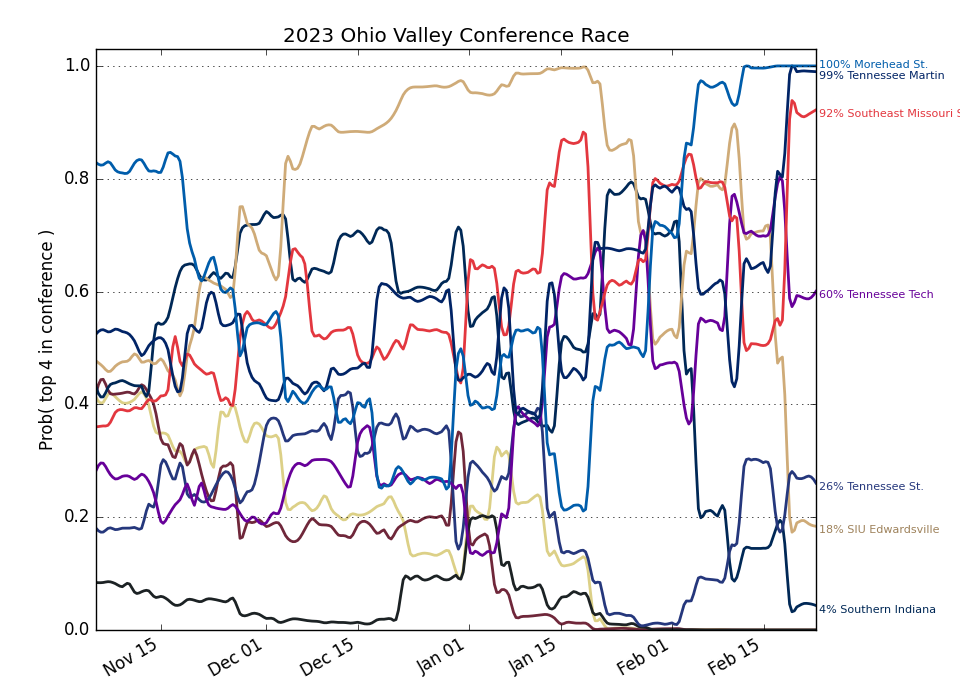 2023 Ohio Valley Conference Race
Prob( top 4 in conference )
1.0
0.8
0.6
0.4
0.2
0.0
Nov 15
Dec 01
Dec 15
Jan 01
Jan 15
Feb 01
Feb 15
100% Morehead St.
99% Tennessee Martin
92% Southeast Missouri S
60% Tennessee Tech
26% Tennessee St.
18% SIU Edwardsville
4% Southern Indiana